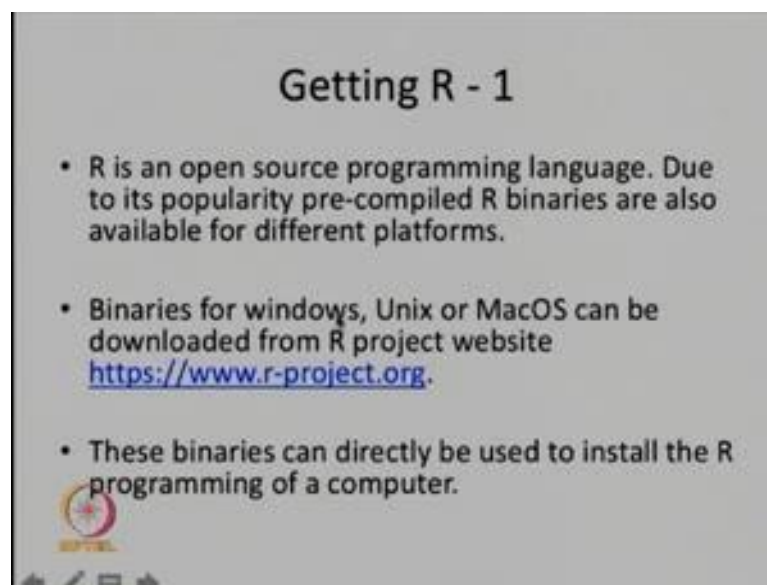 Getting R - 1
• R is an open source programming language. Due
to its popularity pre-compiled R binaries are also
available for different platforms.
• Binaries for windows, Unix or MacOS can be
downloaded from R project website
https://www.r-project.org.
• These binaries can directly be used to install the R
programming of a computer.